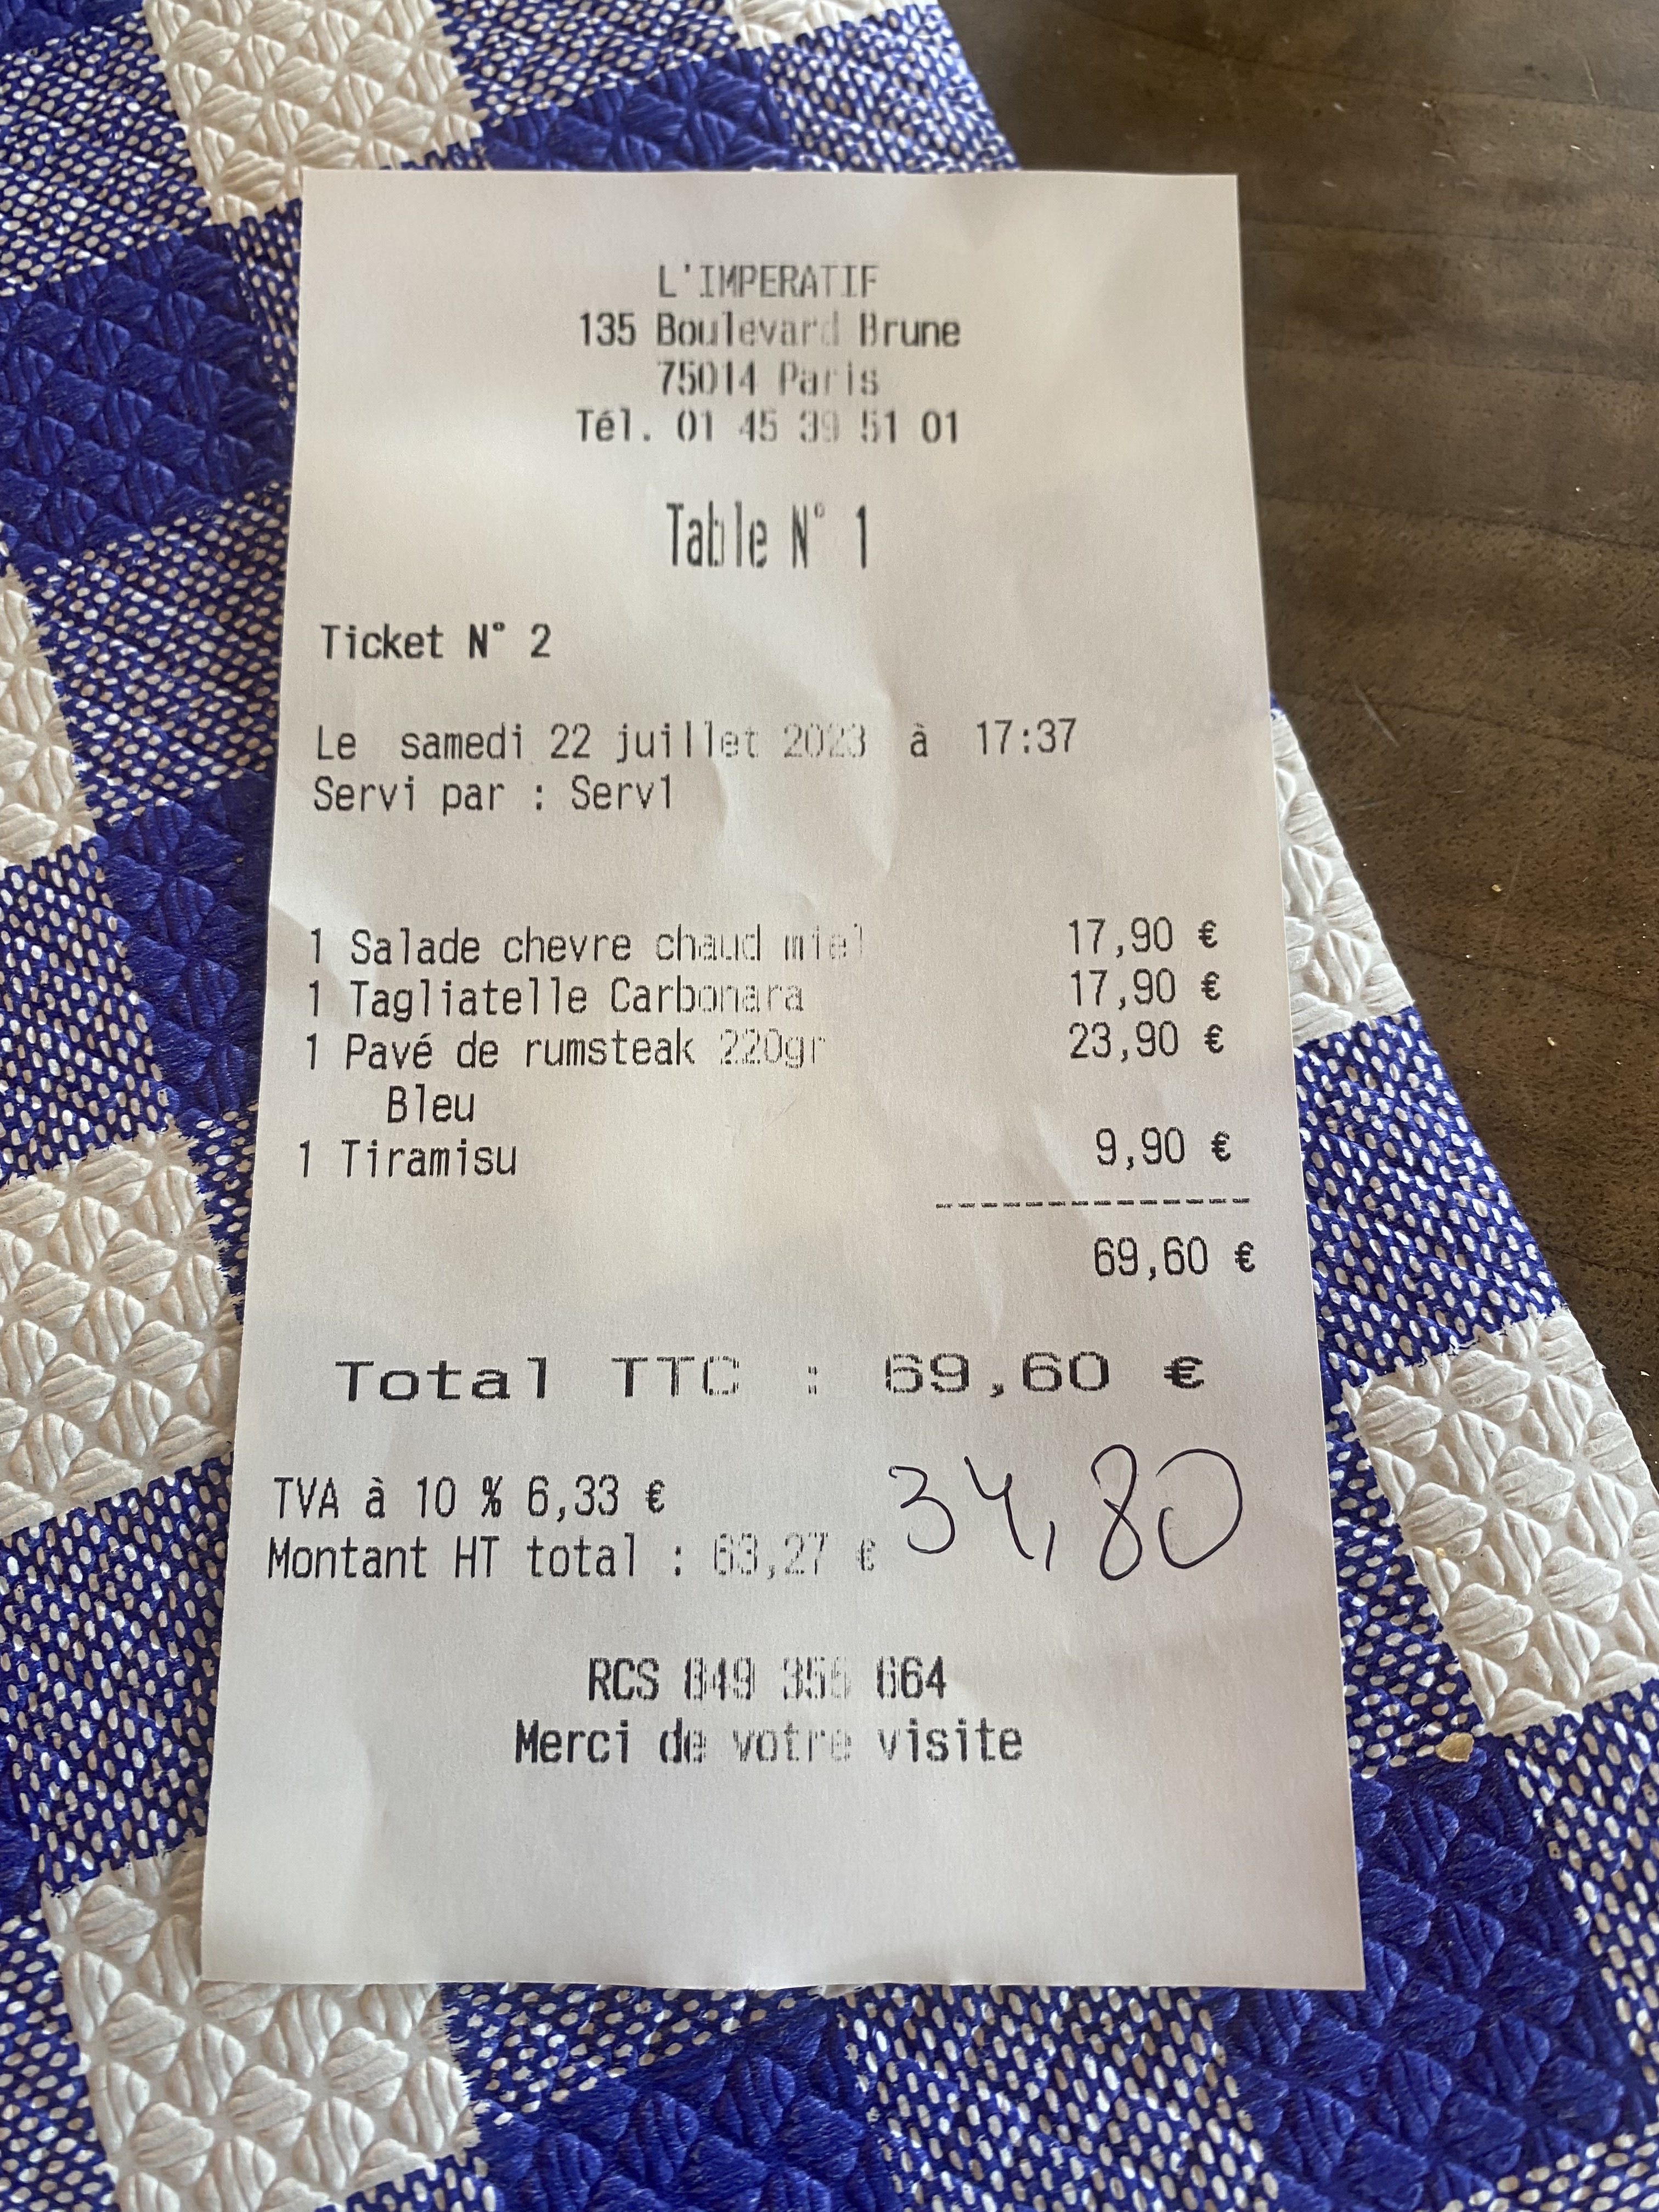 L'IMPERATIF
135 Boulevard Brune
75014 Paris
Tél. 01 45 39 51 01
Table N° 1
Ticket N° 2
Le samedi 22 juillet 2023 à 17:37
Servi par : Serv1
1 Salade chevre chaud miel 17,90 €
1 Tagliatelle Carbonara 17,90 €
1 Pavé de rumsteak 220gr 23,90 €
Bleu
1 Tiramisu 9,90 €
------------
69,60 €
Total TTC : 69,60 €
34,80
TVA à 10 % 6,33 €
Montant HT total : 63,27 €
RCS 849 355 664
Merci de votre visite